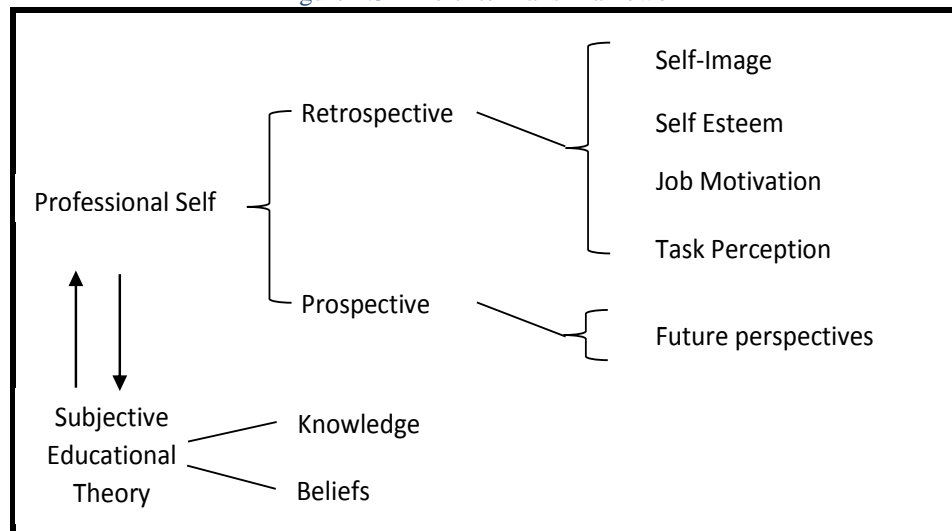 Retrospective
Self-Image
Self Esteem
Job Motivation
Task Perception
Professional Self
Prospective
Future perspectives
Subjective
Educational
Theory
Knowledge
Beliefs